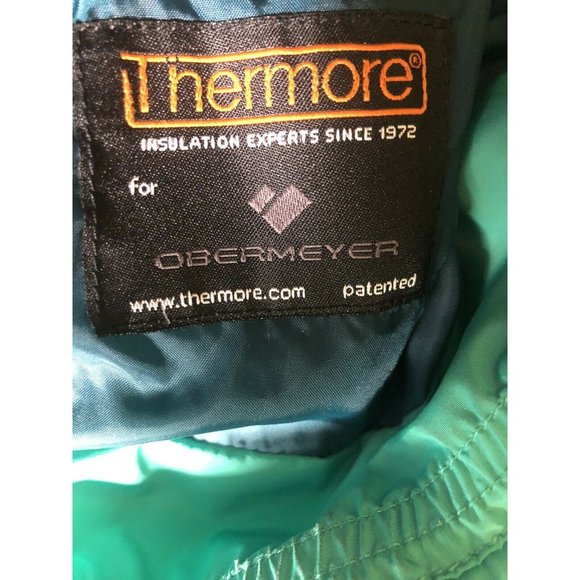 Thermore®
INSULATION EXPERTS SINCE 1972
for
OBERMEYER
www.thermore.com patented